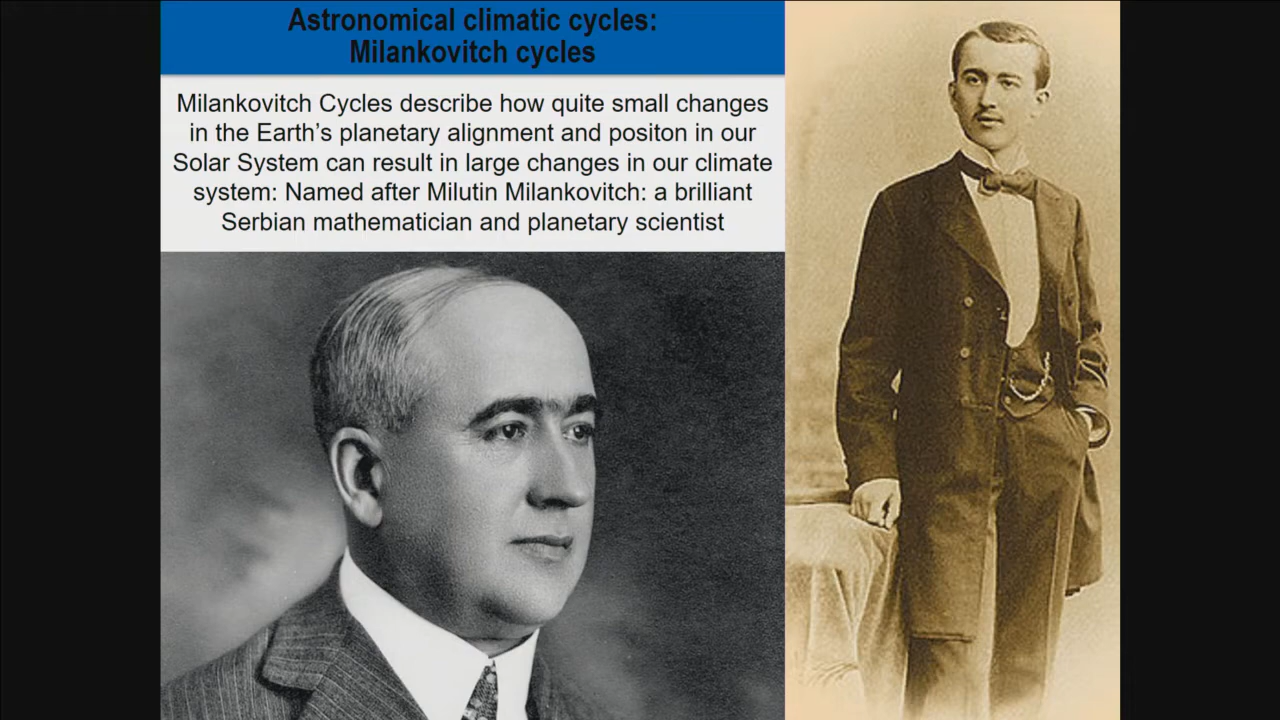 Astronomical climatic cycles:
Milankovitch cycles
Milankovitch Cycles describe how quite small changes
in the Earth’s planetary alignment and positon in our
Solar System can result in large changes in our climate
system: Named after Milutin Milankovitch: a brilliant
Serbian mathematician and planetary scientist